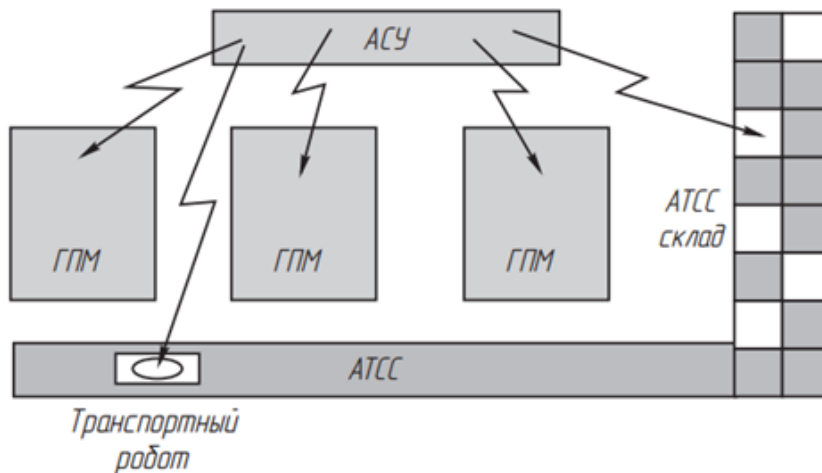 АСУ
ГПМ
ГПМ
ГПМ
АТСС
склад
АТСС
Транспортный
робот